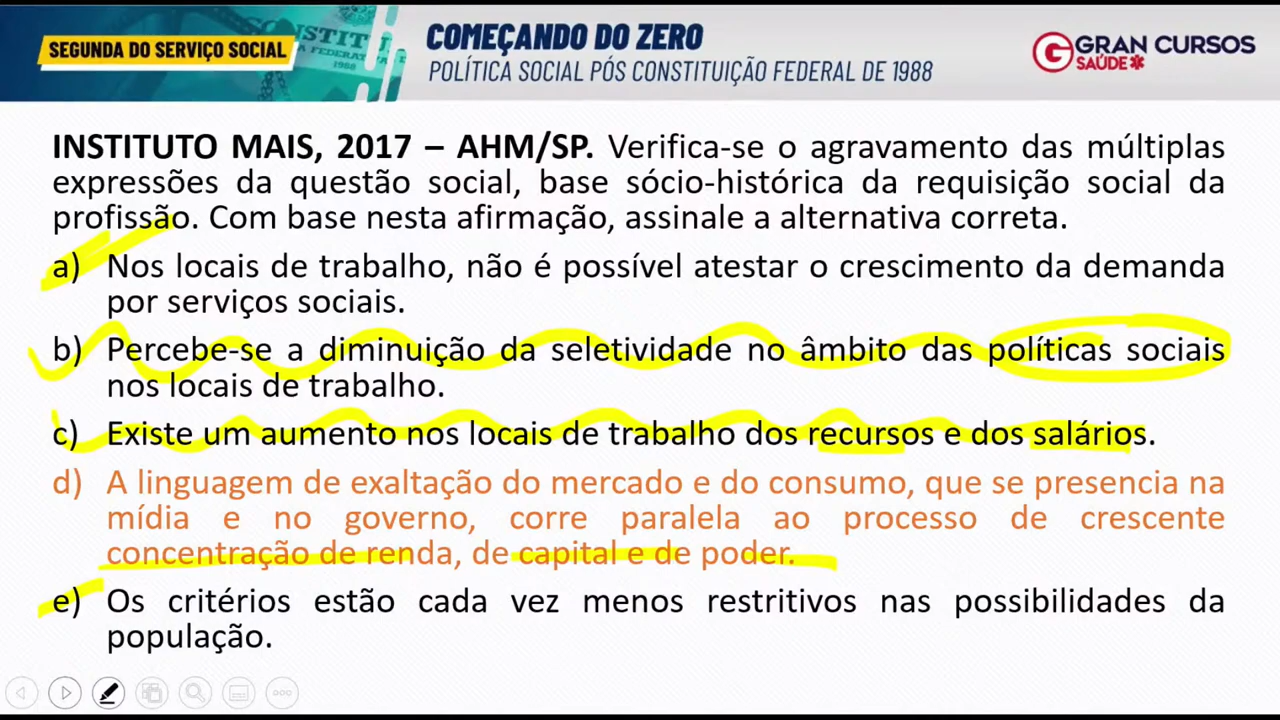 SEGUNDA DO SERVIÇO SOCIAL
COMEÇANDO DO ZERO
POLÍTICA SOCIAL PÓS CONSTITUIÇÃO FEDERAL DE 1988
GRAN CURSOS
SAÚDE
INSTITUTO MAIS, 2017 – AHM/SP. Verifica-se o agravamento das múltiplas
expressões da questão social, base sócio-histórica da requisição social da
profissão. Com base nesta afirmação, assinale a alternativa correta.
a) Nos locais de trabalho, não é possível atestar o crescimento da demanda
por serviços sociais.
b) Percebe-se a diminuição da seletividade no âmbito das políticas sociais
nos locais de trabalho.
c) Existe um aumento nos locais de trabalho dos recursos e dos salários.
d) A linguagem de exaltação do mercado e do consumo, que se presencia na
mídia e no governo, corre paralela ao processo de crescente
concentração de renda, de capital e de poder.
e) Os critérios estão cada vez menos restritivos nas possibilidades da
população.